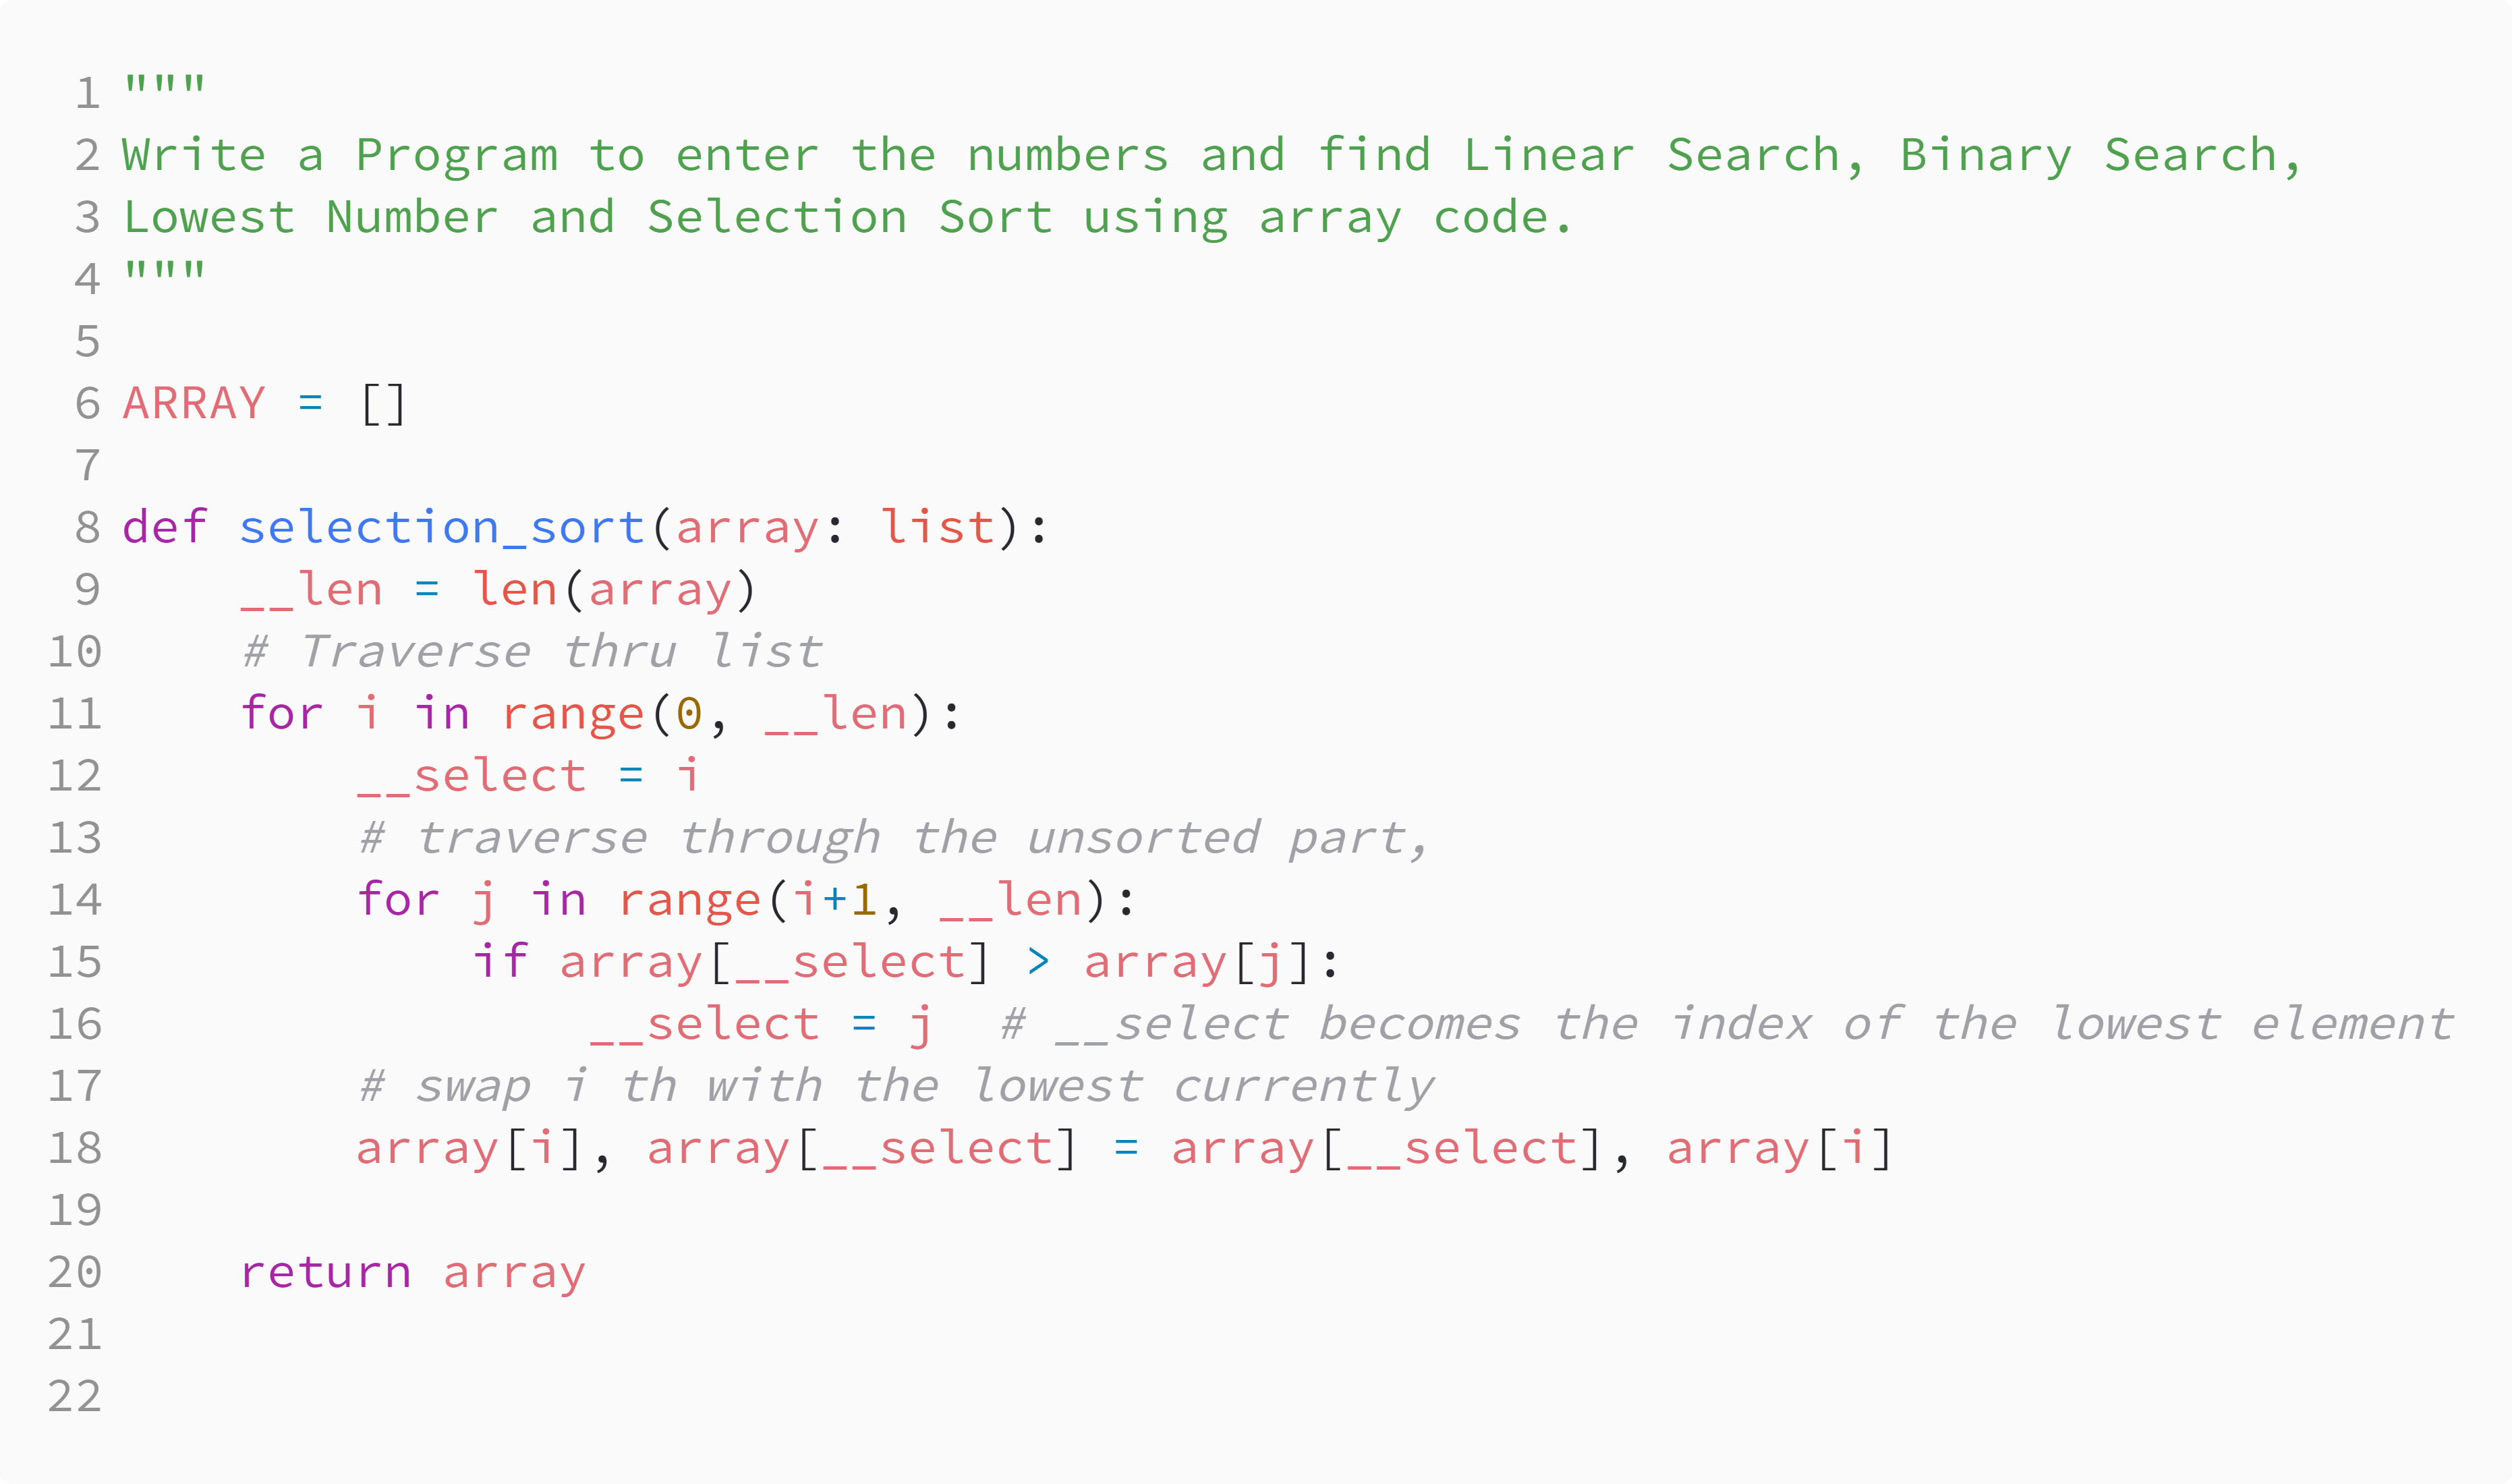 1 """
2 Write a Program to enter the numbers and find Linear Search, Binary Search,
3 Lowest Number and Selection Sort using array code.
4 """
5
6 ARRAY = []
7
8 def selection_sort(array: list):
9     __len = len(array)
10     # Traverse thru list
11     for i in range(0, __len):
12         __select = i
13         # traverse through the unsorted part,
14         for j in range(i+1, __len):
15             if array[__select] > array[j]:
16                 __select = j  # __select becomes the index of the lowest element
17         # swap i th with the lowest currently
18         array[i], array[__select] = array[__select], array[i]
19
20     return array
21
22